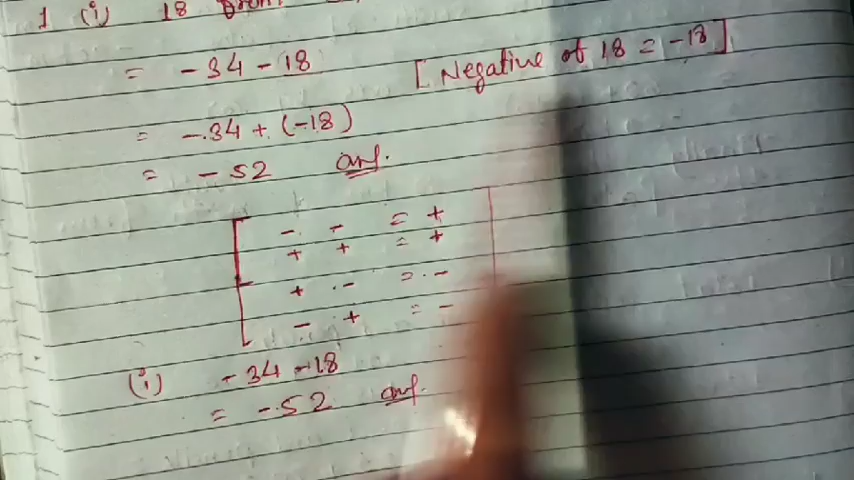 1 (i) 18 from
= -34 - 18 [Negative of 18 = -18]
= -34 + (-18)
= -52 ans.
- - = +
+ + = +
+ - = -
- + = -
(i) -34 -18
= -52 ans.